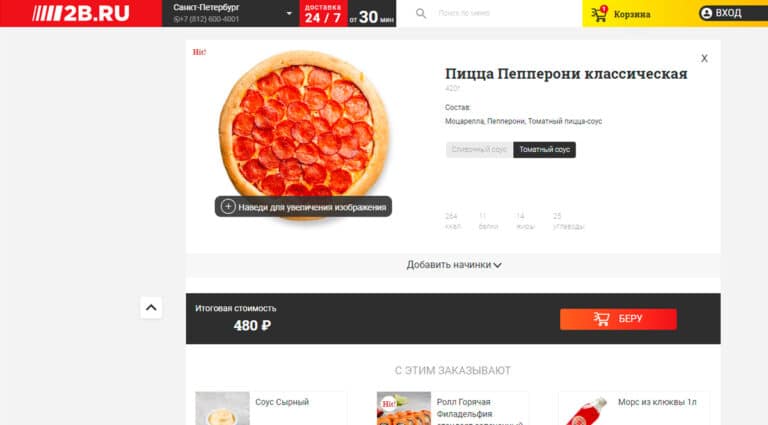 2B.RU
Санкт-Петербург
+7 (812) 600-4001
доставка
24 / 7
от 30 мин
Поиск по меню
1
Корзина
ВХОД
Hit!
X
Пицца Пепперони классическая
420г
Состав:
Моцарелла, Пепперони, Томатный пицца-соус
Сливочный соус
Томатный соус
Наведи для увеличения изображения
264 11 14 25
ккал белки жиры углеводы
Добавить начинки
Итоговая стоимость
480 ₽
БЕРУ
С ЭТИМ ЗАКАЗЫВАЮТ
Соус Сырный
Hit!
Ролл Горячая
Филадельфия
Морс из клюквы 1л